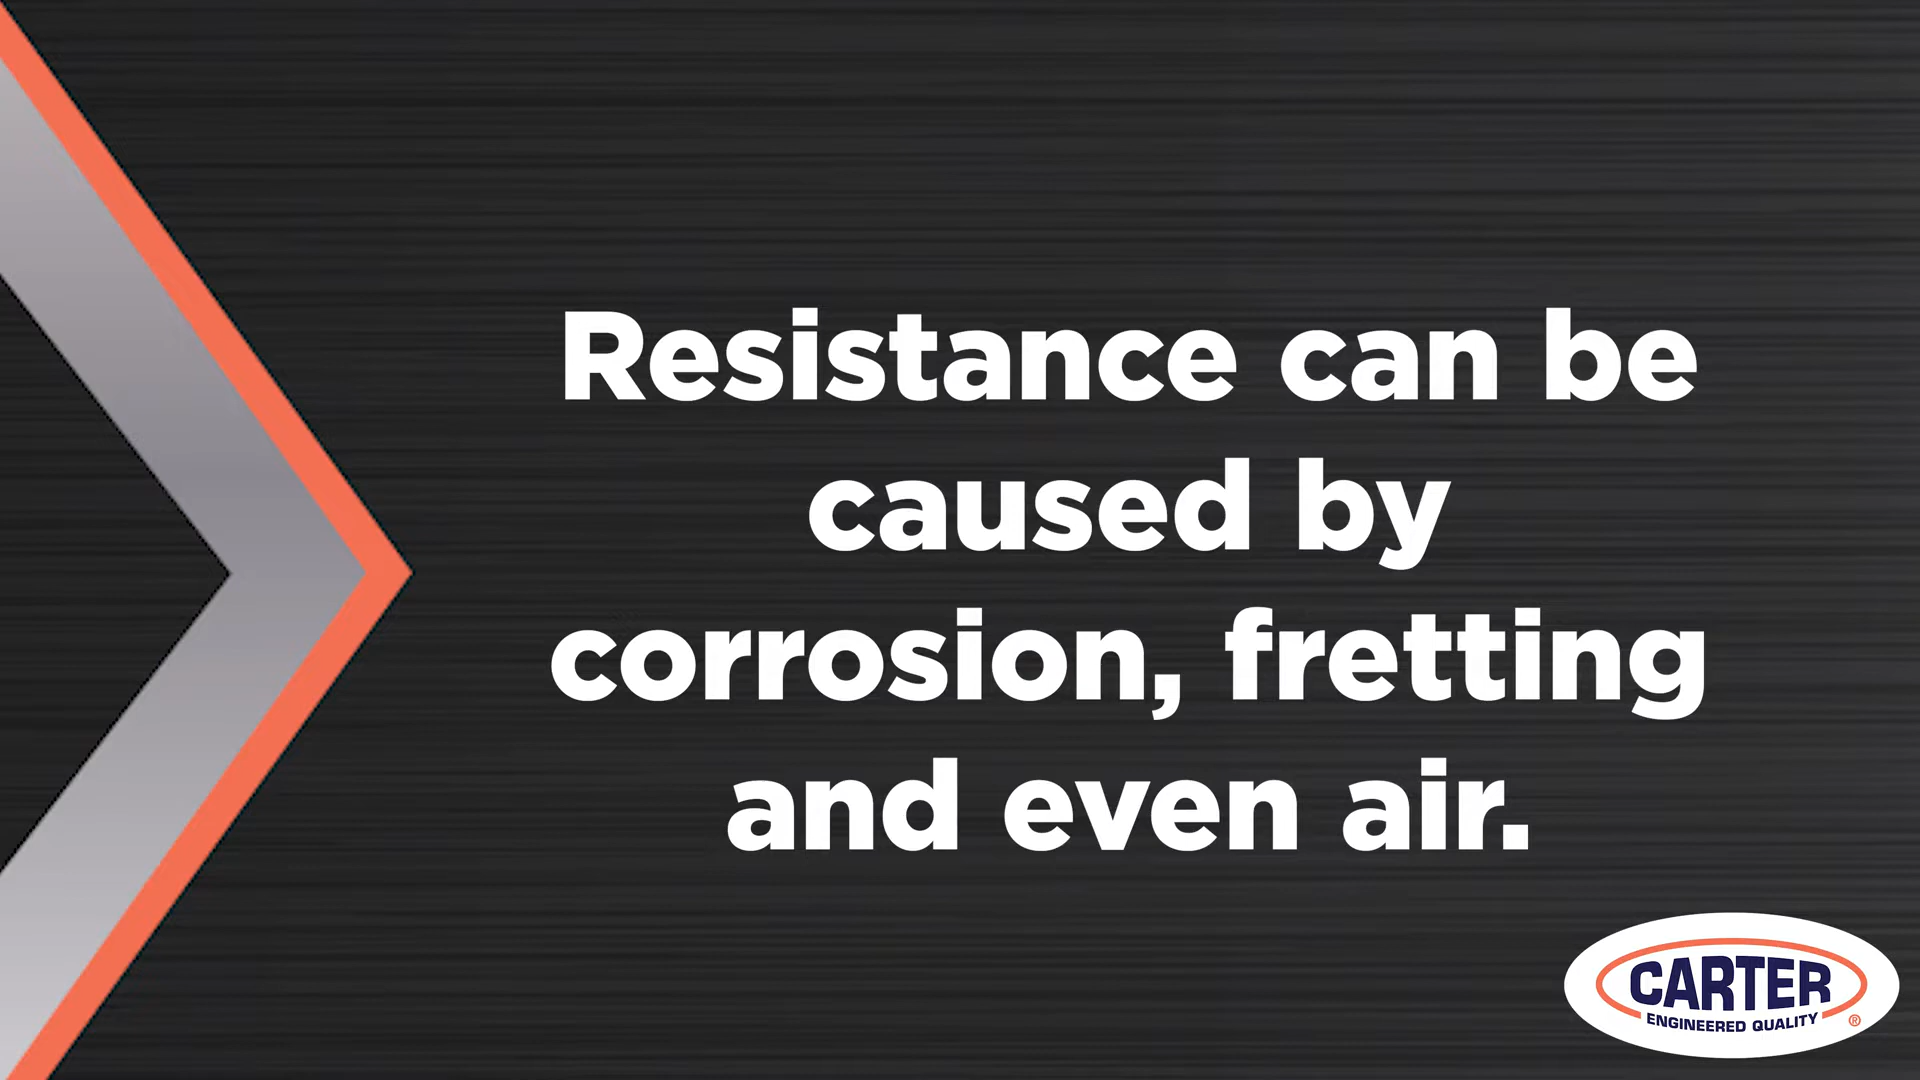 Resistance can be
caused by
corrosion, fretting
and even air.
CARTER
ENGINEERED QUALITY
®